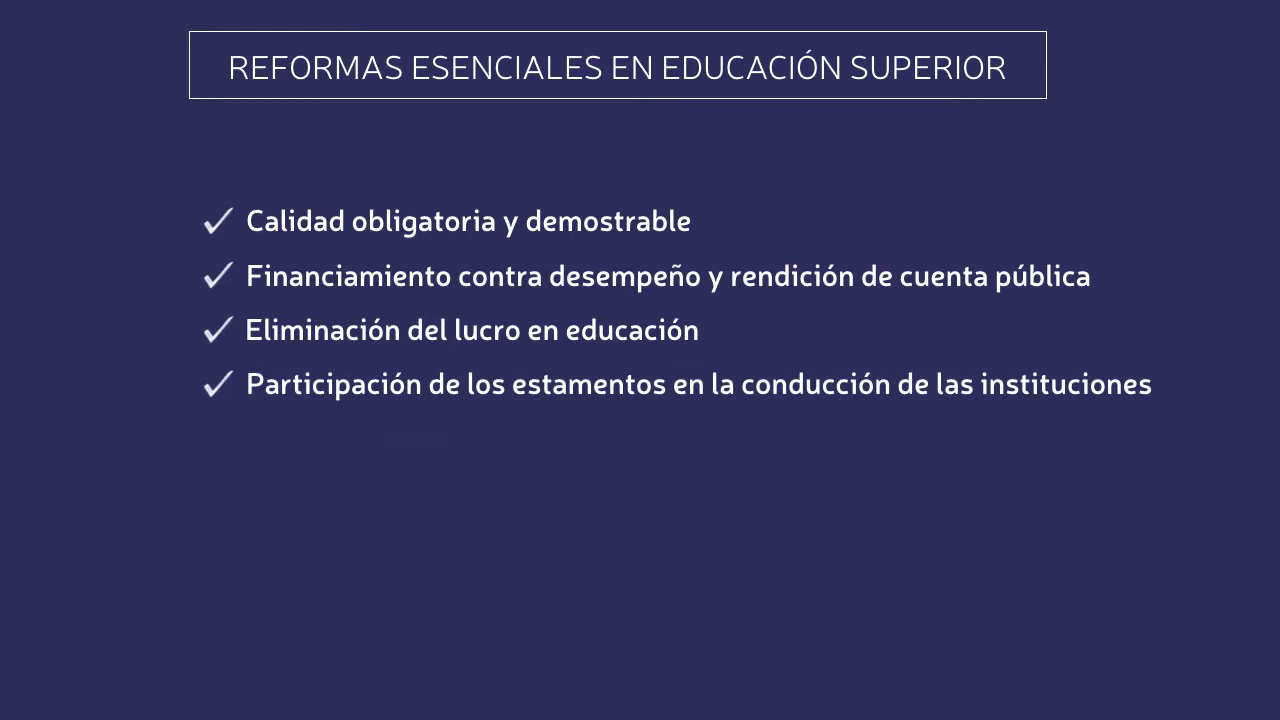 REFORMAS ESENCIALES EN EDUCACIÓN SUPERIOR
Calidad obligatoria y demostrable
Financiamiento contra desempeño y rendición de cuenta pública
Eliminación del lucro en educación
Participación de los estamentos en la conducción de las instituciones